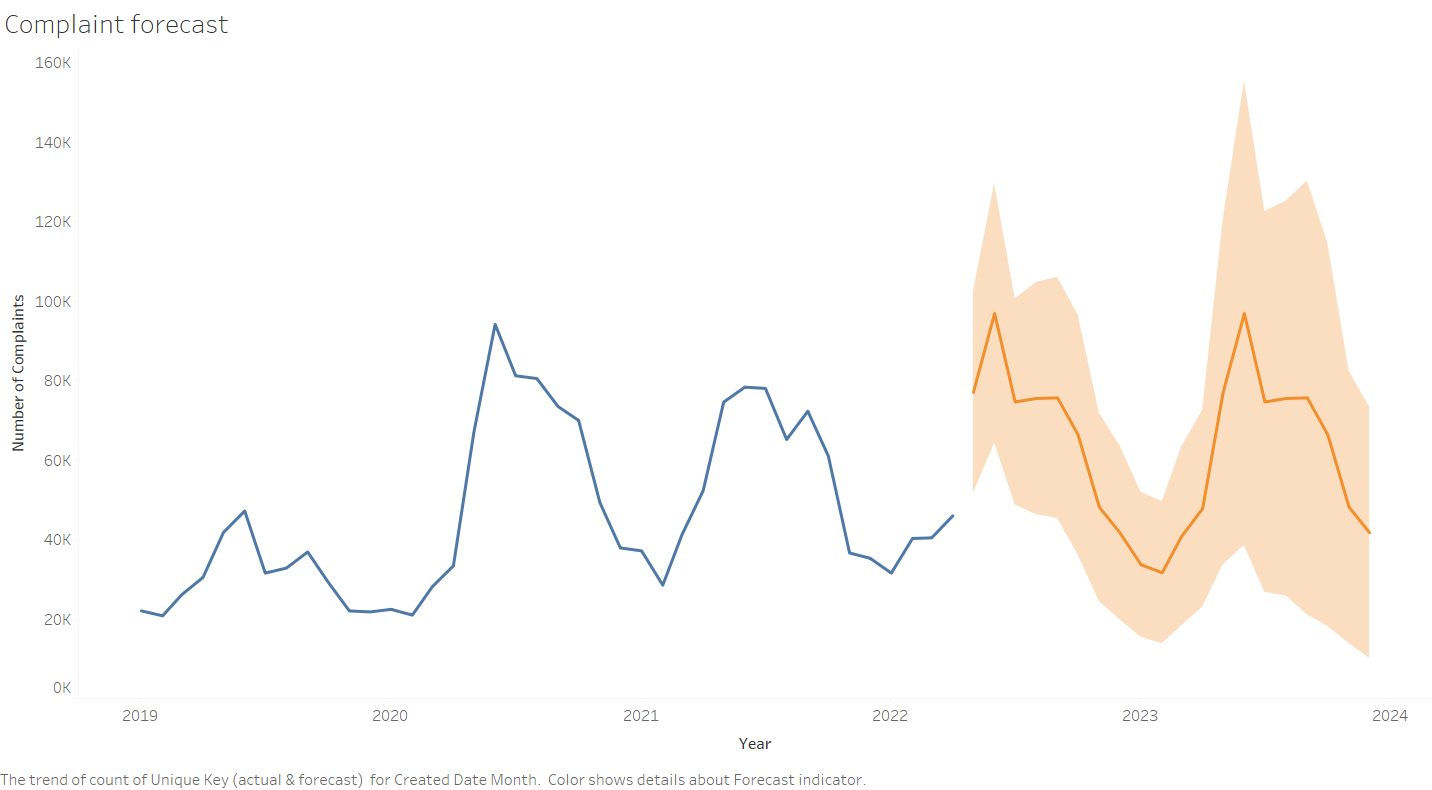 Complaint forecast
160K
140K
120K
100K
80K
60K
40K
20K
0K
Number of Complaints
2019 2020 2021 2022 2023 2024
Year
The trend of count of Unique Key (actual & forecast)  for Created Date Month.  Color shows details about Forecast indicator.